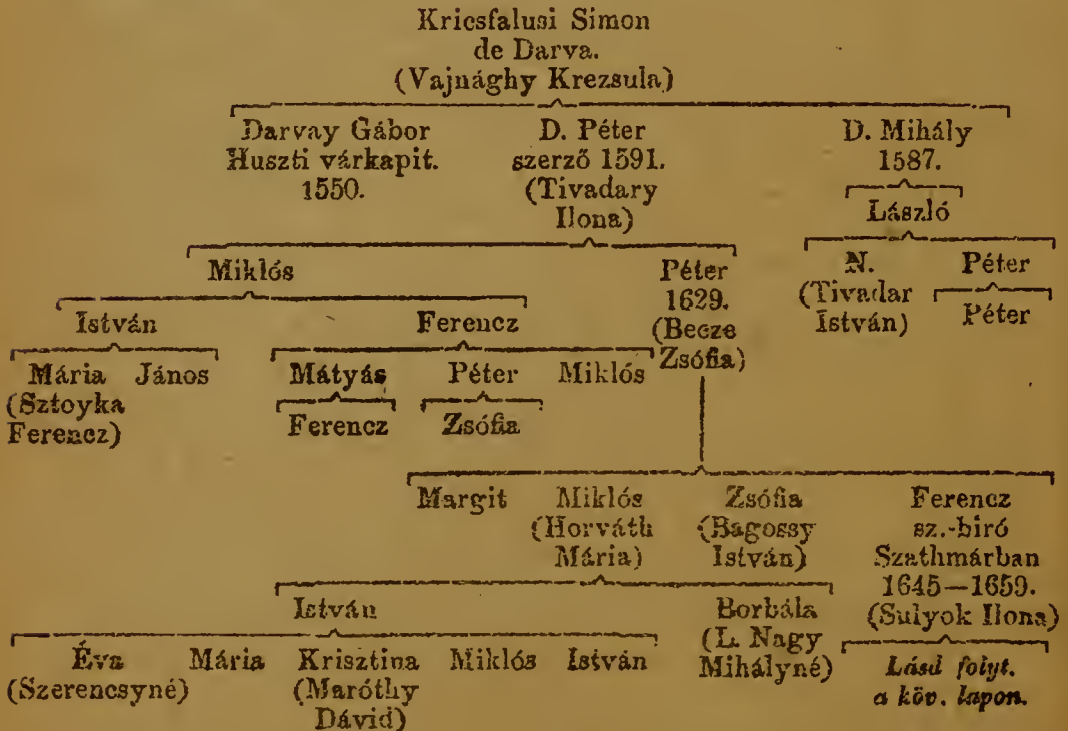 Kricsfalusi Simon
de Darva.
(Vajnághy Krezsula)
Darvay Gábor D. Péter D. Mihály
Huszti várkapit. szerző 1591. 1587.
1550. (Tivadary László
Ilona)
Miklós Péter N. Péter
1629. (Tivadar
István Ferencz (Becze István) Péter
Zsófia)
Mária János Mátyás Péter Miklós
(Sztoyka Ferencz Zsófia
Ferencz)
Margit Miklós Zsófia Ferencz
(Horváth (Bagossy sz.-biró
Mária) István) Szathmárban
1645—1659.
István Borbála (Sulyok Ilona)
(L. Nagy
Éva Mária Krisztina Miklós István Mihályné) Lásd folyt.
(Szerencsyné) (Maróthy a köv. lapon.
Dávid)